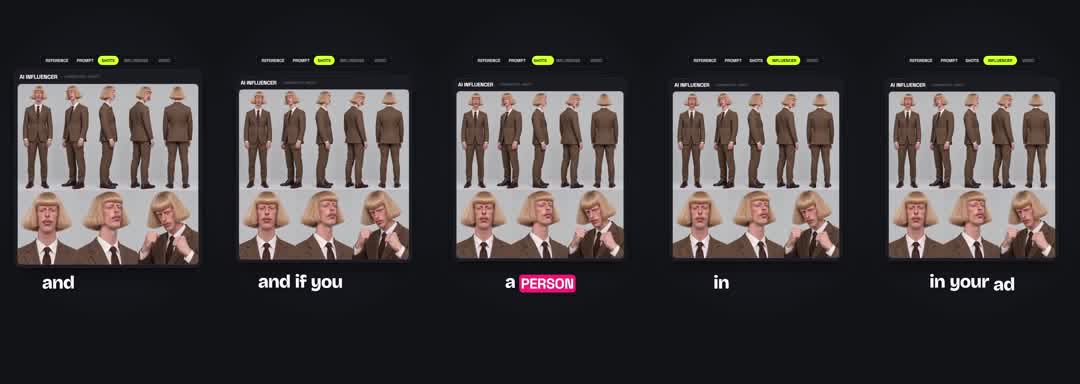 REFERENCE PROMPT SHOTS INFLUENCER VIDEO
AI INFLUENCER
and
REFERENCE PROMPT SHOTS INFLUENCER VIDEO
AI INFLUENCER
and if you
REFERENCE PROMPT SHOTS INFLUENCER VIDEO
AI INFLUENCER
a PERSON
REFERENCE PROMPT SHOTS INFLUENCER VIDEO
AI INFLUENCER
in
REFERENCE PROMPT SHOTS INFLUENCER VIDEO
AI INFLUENCER
in your ad